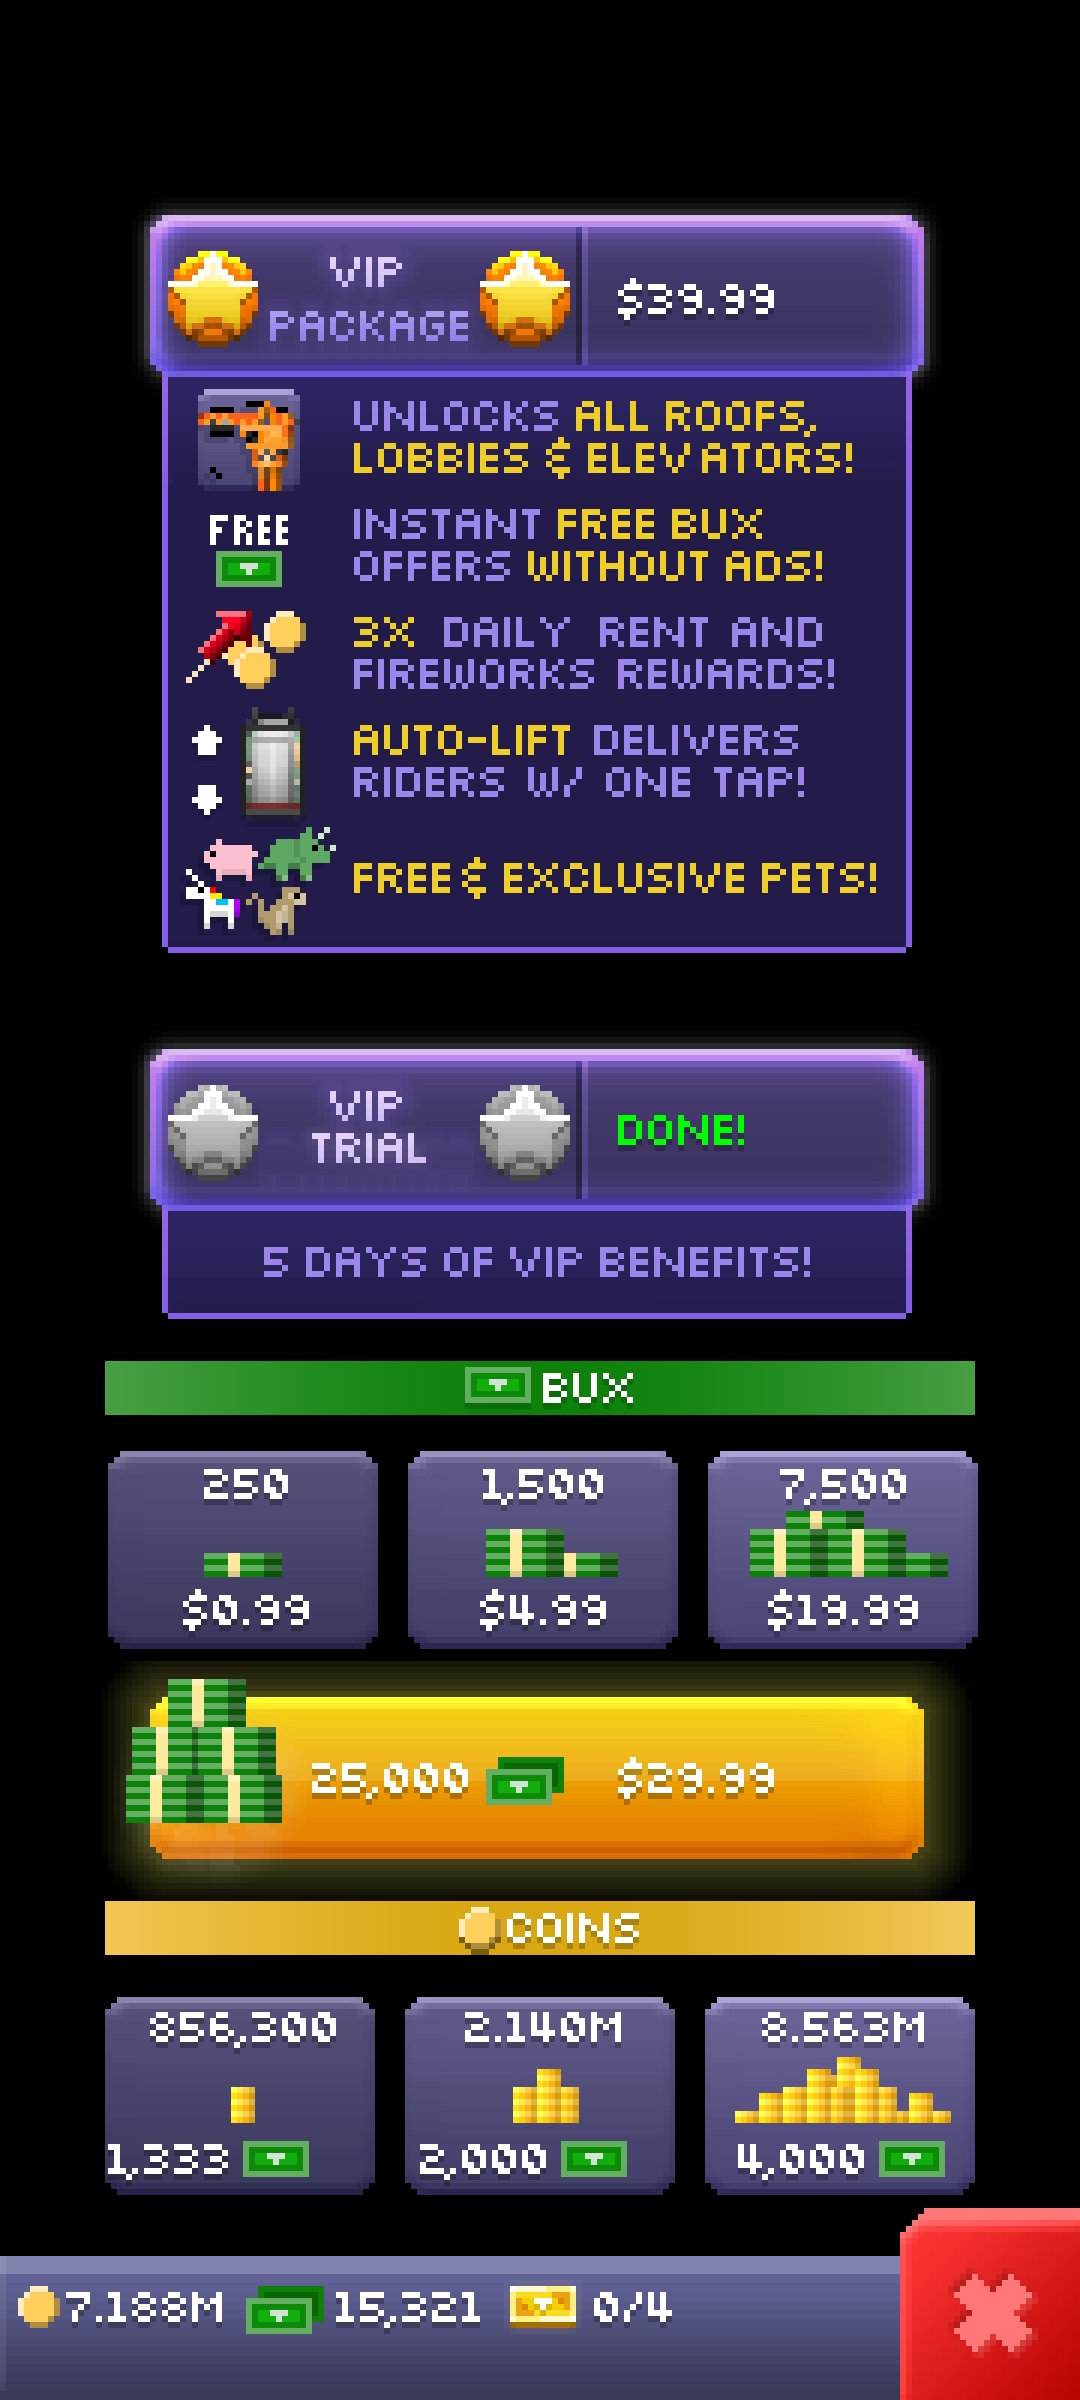 VIP
PACKAGE
$39.99
UNLOCKS ALL ROOFS,
LOBBIES & ELEVATORS!
FREE
INSTANT FREE BUX
OFFERS WITHOUT ADS!
3X DAILY RENT AND
FIREWORKS REWARDS!
AUTO-LIFT DELIVERS
RIDERS W/ ONE TAP!
FREE & EXCLUSIVE PETS!
VIP
TRIAL
DONE!
5 DAYS OF VIP BENEFITS!
BUX
250
$0.99
1,500
$4.99
7,500
$19.99
25,000 $29.99
COINS
856,300
1,333
2.140M
2,000
8.563M
4,000
7.188M 15,321 0/4